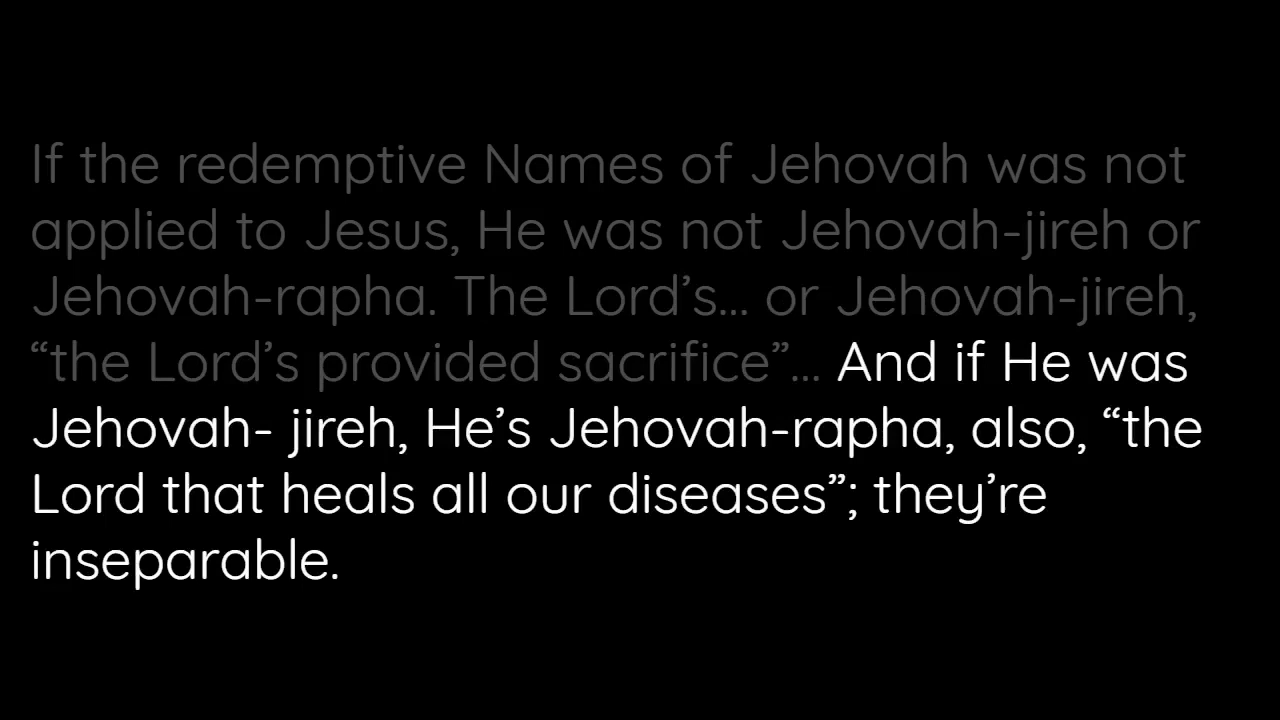 If the redemptive Names of Jehovah was not
applied to Jesus, He was not Jehovah-jireh or
Jehovah-rapha. The Lord’s... or Jehovah-jireh,
“the Lord’s provided sacrifice”... And if He was
Jehovah- jireh, He’s Jehovah-rapha, also, “the
Lord that heals all our diseases”; they’re
inseparable.